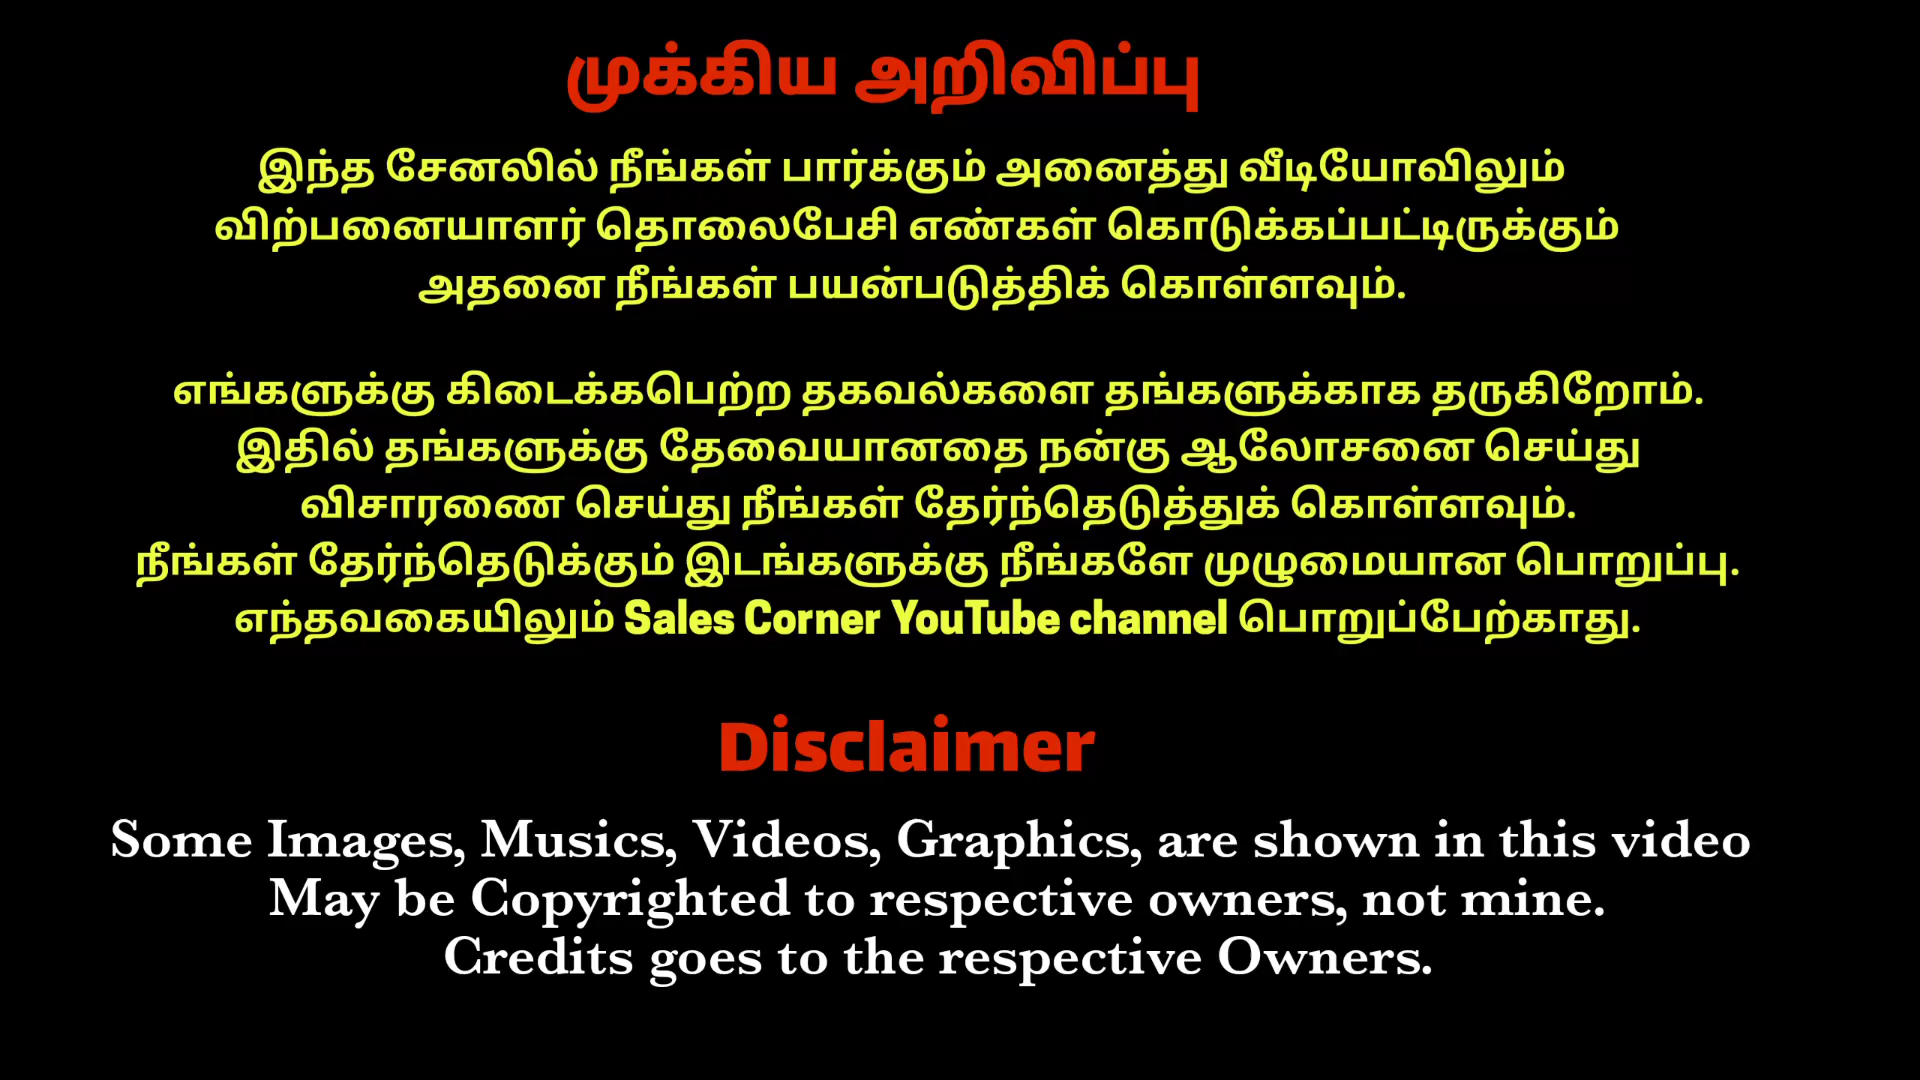 முக்கிய அறிவிப்பு
இந்த சேனலில் நீங்கள் பார்க்கும் அனைத்து வீடியோவிலும்
விற்பனையாளர் தொலைபேசி எண்கள் கொடுக்கப்பட்டிருக்கும்
அதனை நீங்கள் பயன்படுத்திக் கொள்ளவும்.
எங்களுக்கு கிடைக்கபெற்ற தகவல்களை தங்களுக்காக தருகிறோம்.
இதில் தங்களுக்கு தேவையானதை நன்கு ஆலோசனை செய்து
விசாரணை செய்து நீங்கள் தேர்ந்தெடுத்துக் கொள்ளவும்.
நீங்கள் தேர்ந்தெடுக்கும் இடங்களுக்கு நீங்களே முழுமையான பொறுப்பு.
எந்தவகையிலும் Sales Corner YouTube channel பொறுப்பேற்காது.
Disclaimer
Some Images, Musics, Videos, Graphics, are shown in this video
May be Copyrighted to respective owners, not mine.
Credits goes to the respective Owners.